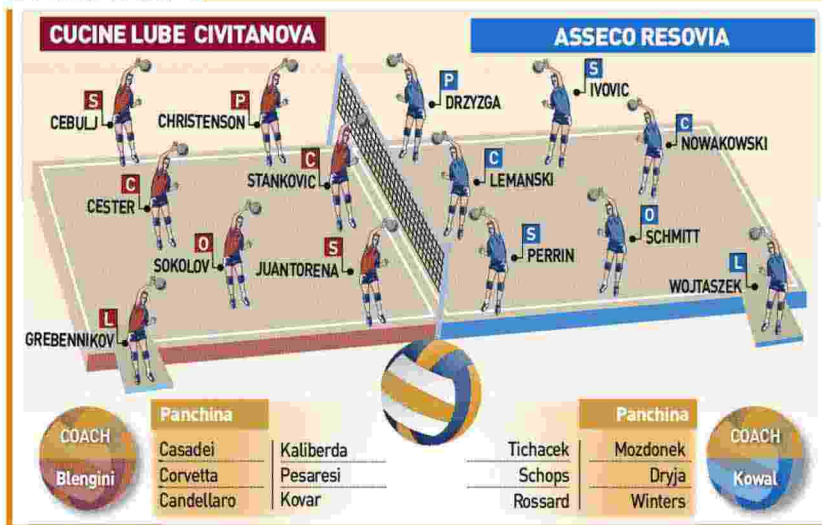 CUCINE LUBE CIVITANOVA
ASSECO RESOVIA
S
CEBULJ
P
CHRISTENSON
C
CESTER
C
STANKOVIC
O
SOKOLOV
S
JUANTORENA
L
GREBENNIKOV
P
DRZYZGA
S
IVOVIC
C
NOWAKOWSKI
C
LEMANSKI
O
SCHMITT
S
PERRIN
L
WOJTASZEK
COACH
Blengini
Panchina
Casadei
Kaliberda
Corvetta
Pesaresi
Candellaro
Kovar
Panchina
Tichacek
Mozdonek
Schops
Dryja
Rossard
Winters
COACH
Kowal